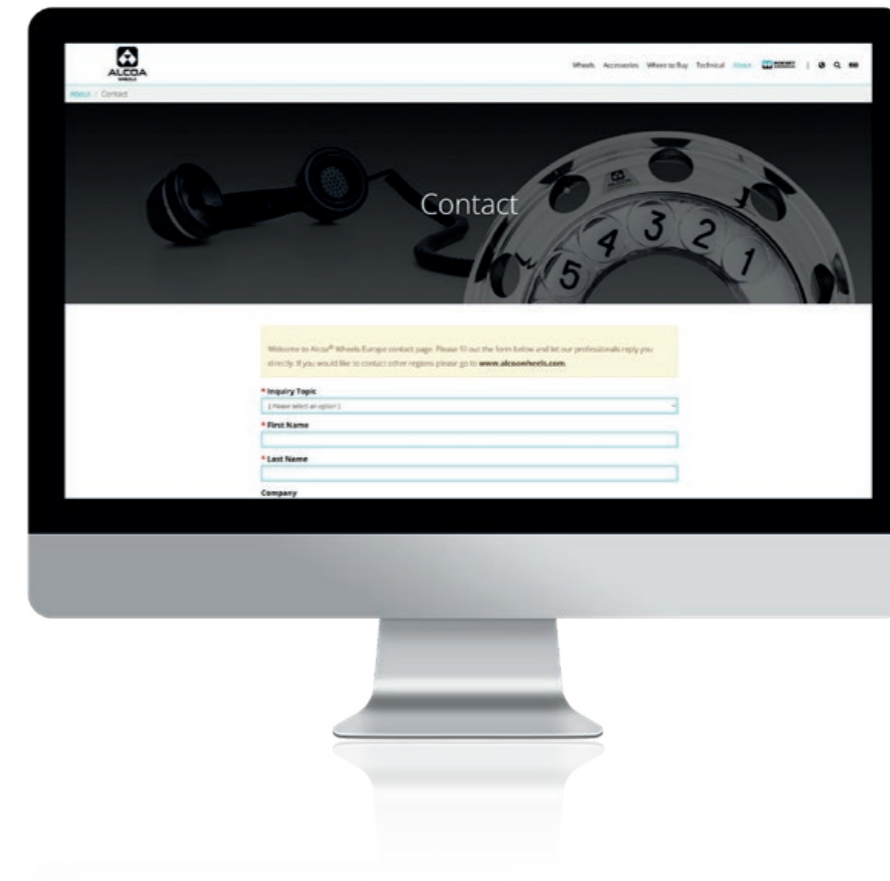 ALCOA
WHEELS
Wheels Accessories Where to Buy Technical About
About / Contact
Contact
5 4 3 2 1
Welcome to Alcoa® Wheels Europe contact page. Please fill out the form below and let our professionals reply you
directly. If you would like to contact other regions please go to www.alcoawheels.com.
* Inquiry Topic
[ Please select an option ]
* First Name
* Last Name
Company